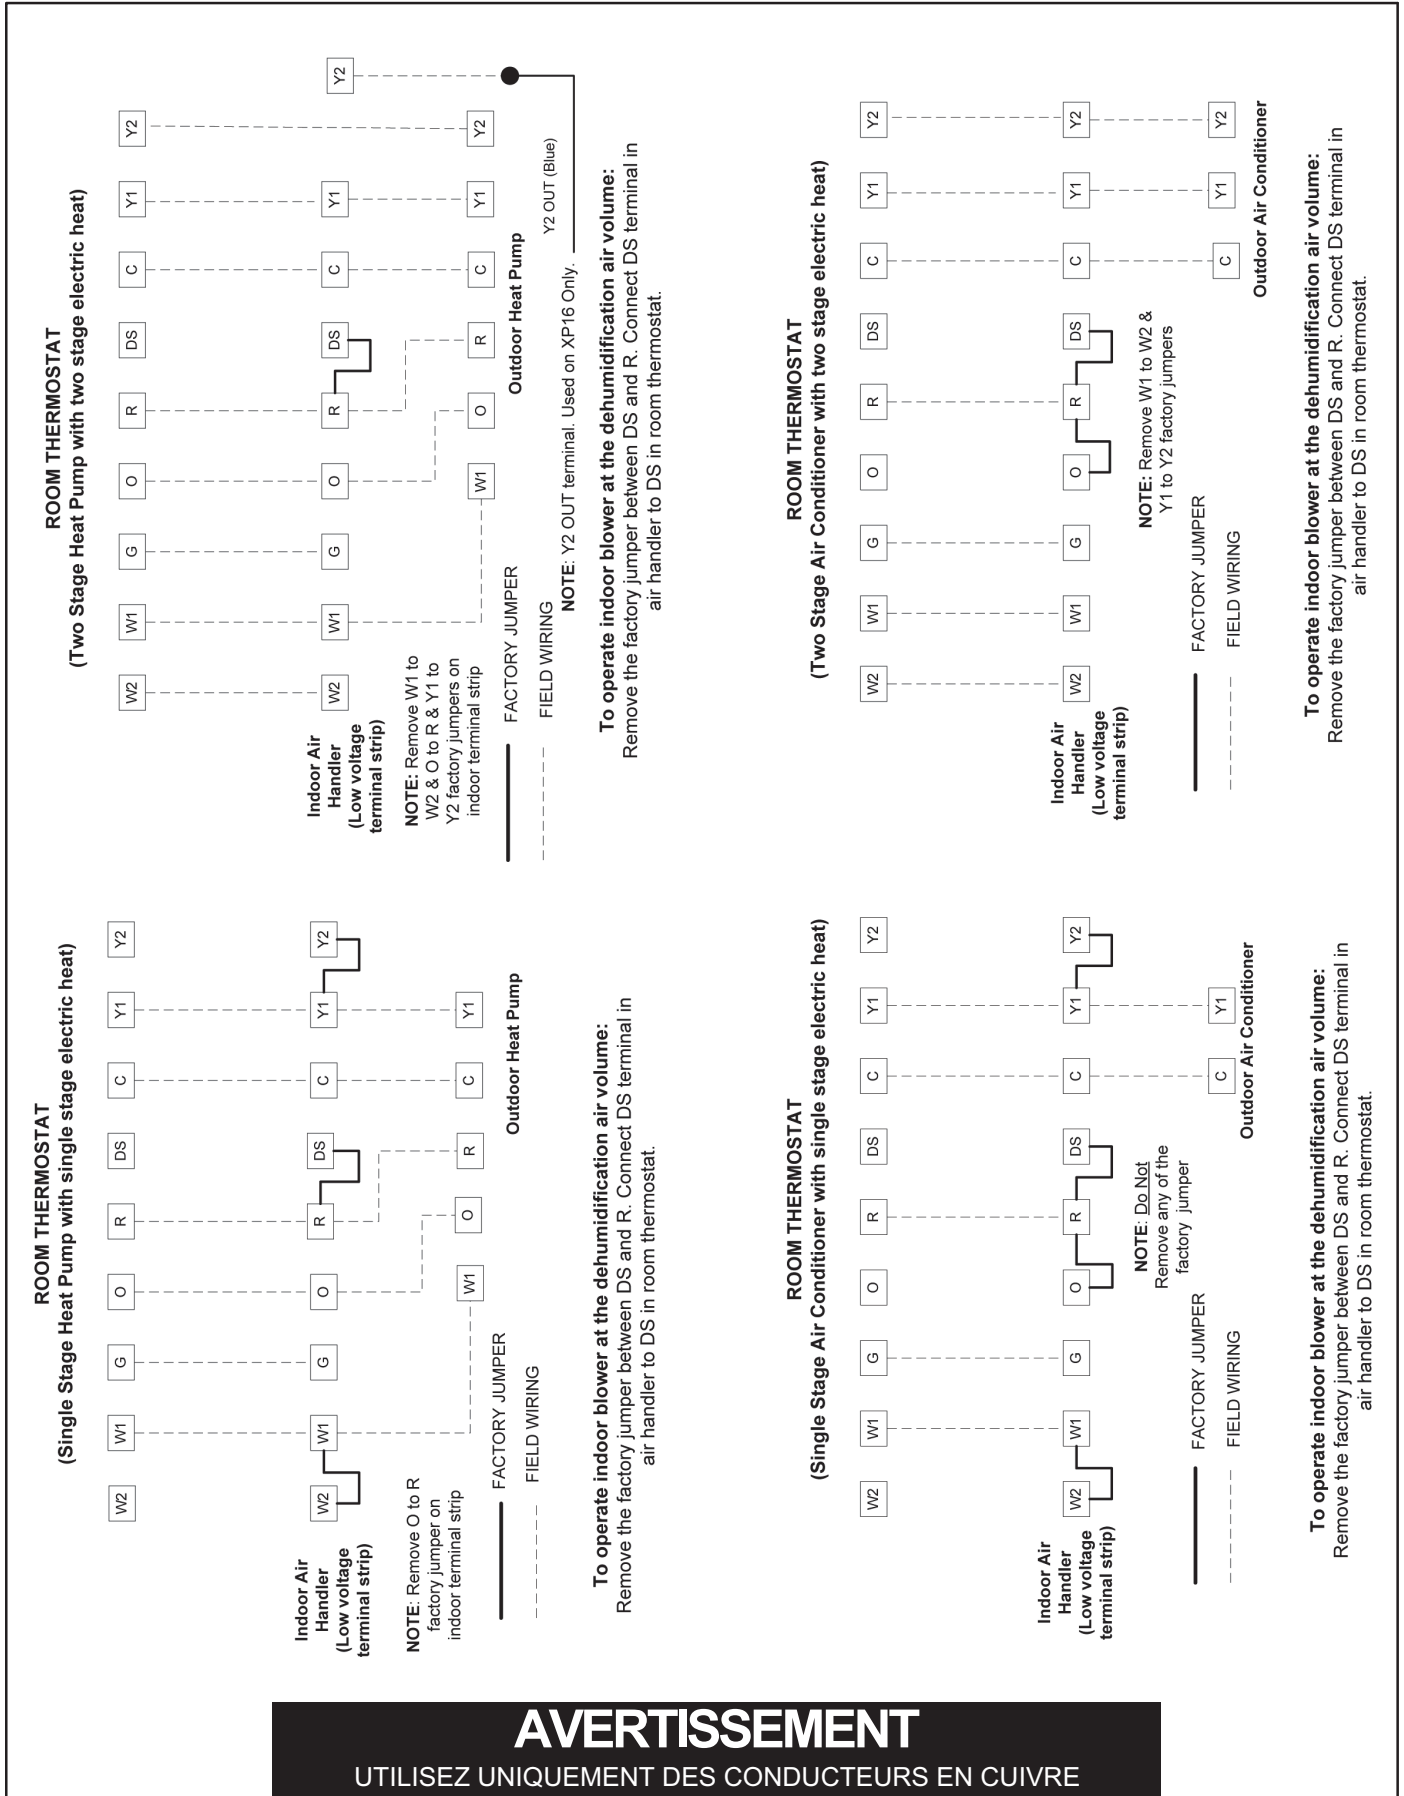 ROOM THERMOSTAT
(Single Stage Heat Pump with single stage electric heat)
W2 W1 G O R DS C Y1 Y2
Indoor Air
Handler
(Low voltage
terminal strip)
W2 W1 G O R DS C Y1 Y2
NOTE: Remove O to R
factory jumper on
indoor terminal strip
W1 O R C Y1
Outdoor Heat Pump
FACTORY JUMPER
FIELD WIRING
To operate indoor blower at the dehumidification air volume:
Remove the factory jumper between DS and R. Connect DS terminal in
air handler to DS in room thermostat.
ROOM THERMOSTAT
(Two Stage Heat Pump with two stage electric heat)
W2 W1 G O R DS C Y1 Y2
Indoor Air
Handler
(Low voltage
terminal strip)
W2 W1 G O R DS C Y1 Y2
NOTE: Remove W1 to
W2 & O to R & Y1 to
Y2 factory jumpers on
indoor terminal strip
W1 O R C Y1 Y2
Outdoor Heat Pump
FACTORY JUMPER
FIELD WIRING
Y2 OUT (Blue)
NOTE: Y2 OUT terminal. Used on XP16 Only.
To operate indoor blower at the dehumidification air volume:
Remove the factory jumper between DS and R. Connect DS terminal in
air handler to DS in room thermostat.
ROOM THERMOSTAT
(Single Stage Air Conditioner with single stage electric heat)
W2 W1 G O R DS C Y1 Y2
Indoor Air
Handler
(Low voltage
terminal strip)
W2 W1 G O R DS C Y1 Y2
NOTE: Do Not
Remove any of the
factory jumper
C Y1
Outdoor Air Conditioner
FACTORY JUMPER
FIELD WIRING
To operate indoor blower at the dehumidification air volume:
Remove the factory jumper between DS and R. Connect DS terminal in
air handler to DS in room thermostat.
ROOM THERMOSTAT
(Two Stage Air Conditioner with two stage electric heat)
W2 W1 G O R DS C Y1 Y2
Indoor Air
Handler
(Low voltage
terminal strip)
W2 W1 G O R DS C Y1 Y2
NOTE: Remove W1 to W2 &
Y1 to Y2 factory jumpers
C Y1 Y2
Outdoor Air Conditioner
FACTORY JUMPER
FIELD WIRING
To operate indoor blower at the dehumidification air volume:
Remove the factory jumper between DS and R. Connect DS terminal in
air handler to DS in room thermostat.
AVERTISSEMENT
UTILISEZ UNIQUEMENT DES CONDUCTEURS EN CUIVRE